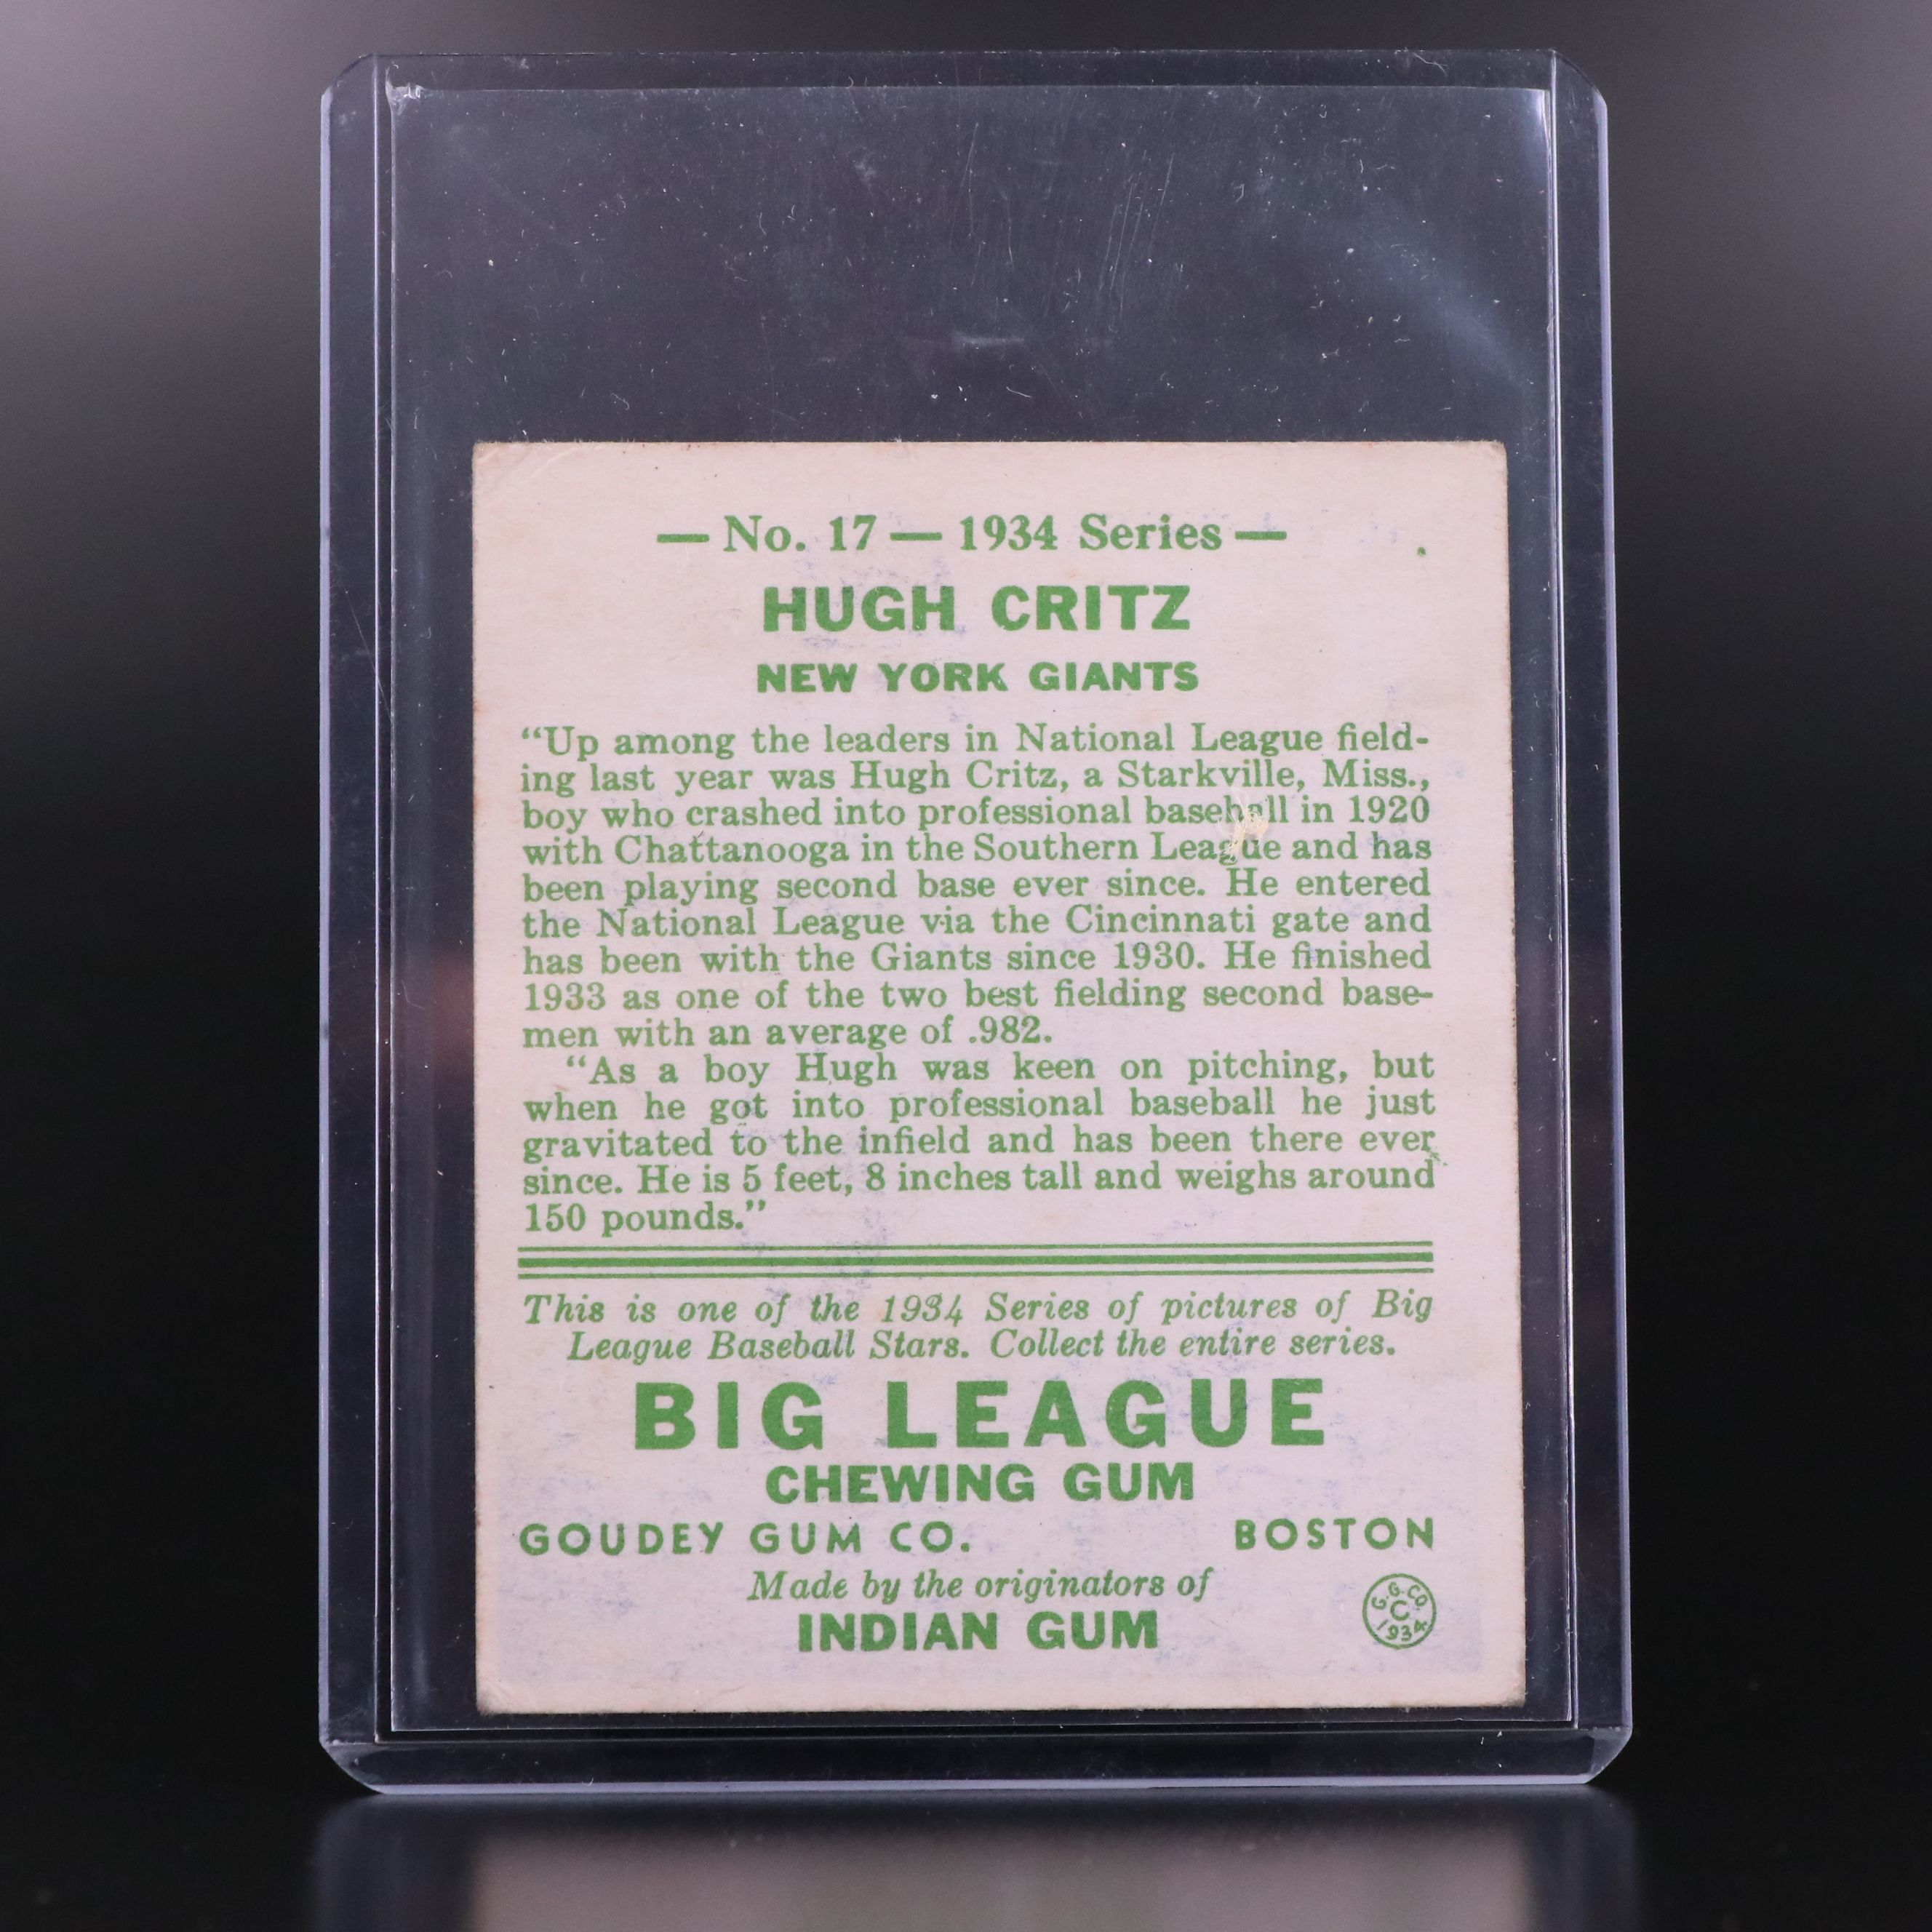 — No. 17 — 1934 Series —
HUGH CRITZ
NEW YORK GIANTS
“Up among the leaders in National League field-
ing last year was Hugh Critz, a Starkville, Miss.,
boy who crashed into professional baseball in 1920
with Chattanooga in the Southern League and has
been playing second base ever since. He entered
the National League via the Cincinnati gate and
has been with the Giants since 1930. He finished
1933 as one of the two best fielding second base-
men with an average of .982.
“As a boy Hugh was keen on pitching, but
when he got into professional baseball he just
gravitated to the infield and has been there ever
since. He is 5 feet, 8 inches tall and weighs around
150 pounds.”
This is one of the 1934 Series of pictures of Big
League Baseball Stars. Collect the entire series.
BIG LEAGUE
CHEWING GUM
GOUDEY GUM CO. BOSTON
Made by the originators of
INDIAN GUM
G. G. CO.
C
1934